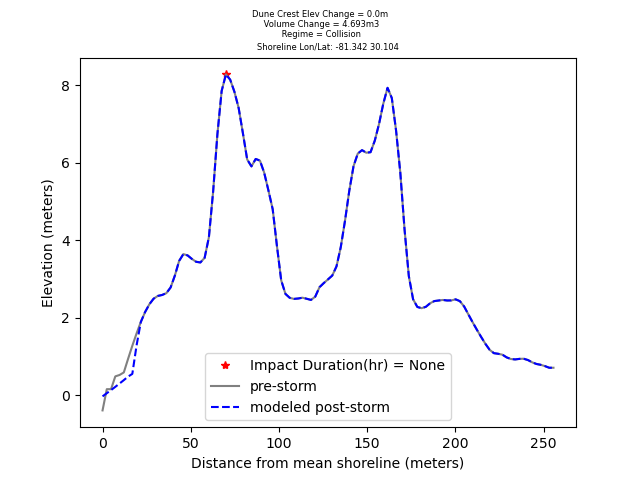 Dune Crest Elev Change = 0.0m
Volume Change = 4.693m3
Regime = Collision
Shoreline Lon/Lat: -81.342 30.104
8
6
4
2
0
Elevation (meters)
Impact Duration(hr) = None
pre-storm
modeled post-storm
0 50 100 150 200 250
Distance from mean shoreline (meters)